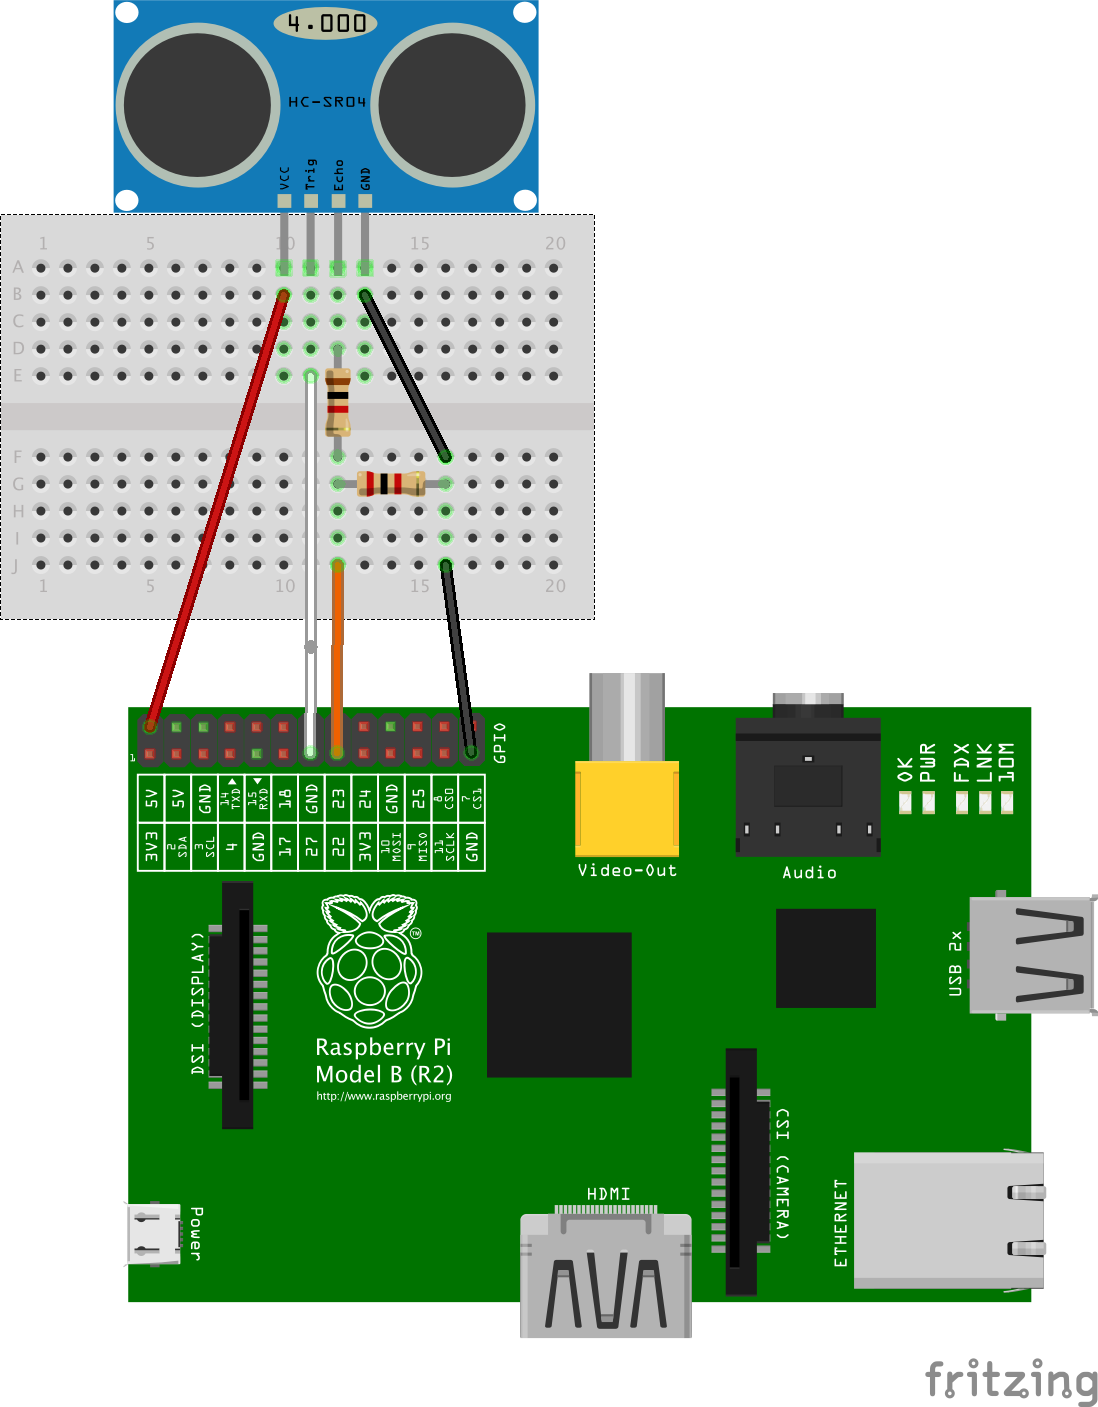 4.000
HC-SR04
VCC Trig Echo GND
1 5 10 15 20
A
B
C
D
E
F
G
H
I
J
1 5 10 15 20
1
GPIO
5V 5V GND 14 TXD 15 RXD 18 GND 23 24 GND 25 8 CS0 7 CS1
3V3 2 SDA 3 SCL 4 GND 17 27 22 3V3 10 MOSI 9 MISO 11 SCLK GND
Video-Out
Audio
OK PWR FDX LNK 10M
USB 2x
DSI (DISPLAY)
TM
Raspberry Pi
Model B (R2)
http://www.raspberrypi.org
CSI (CAMERA)
Power
HDMI
ETHERNET
fritzing